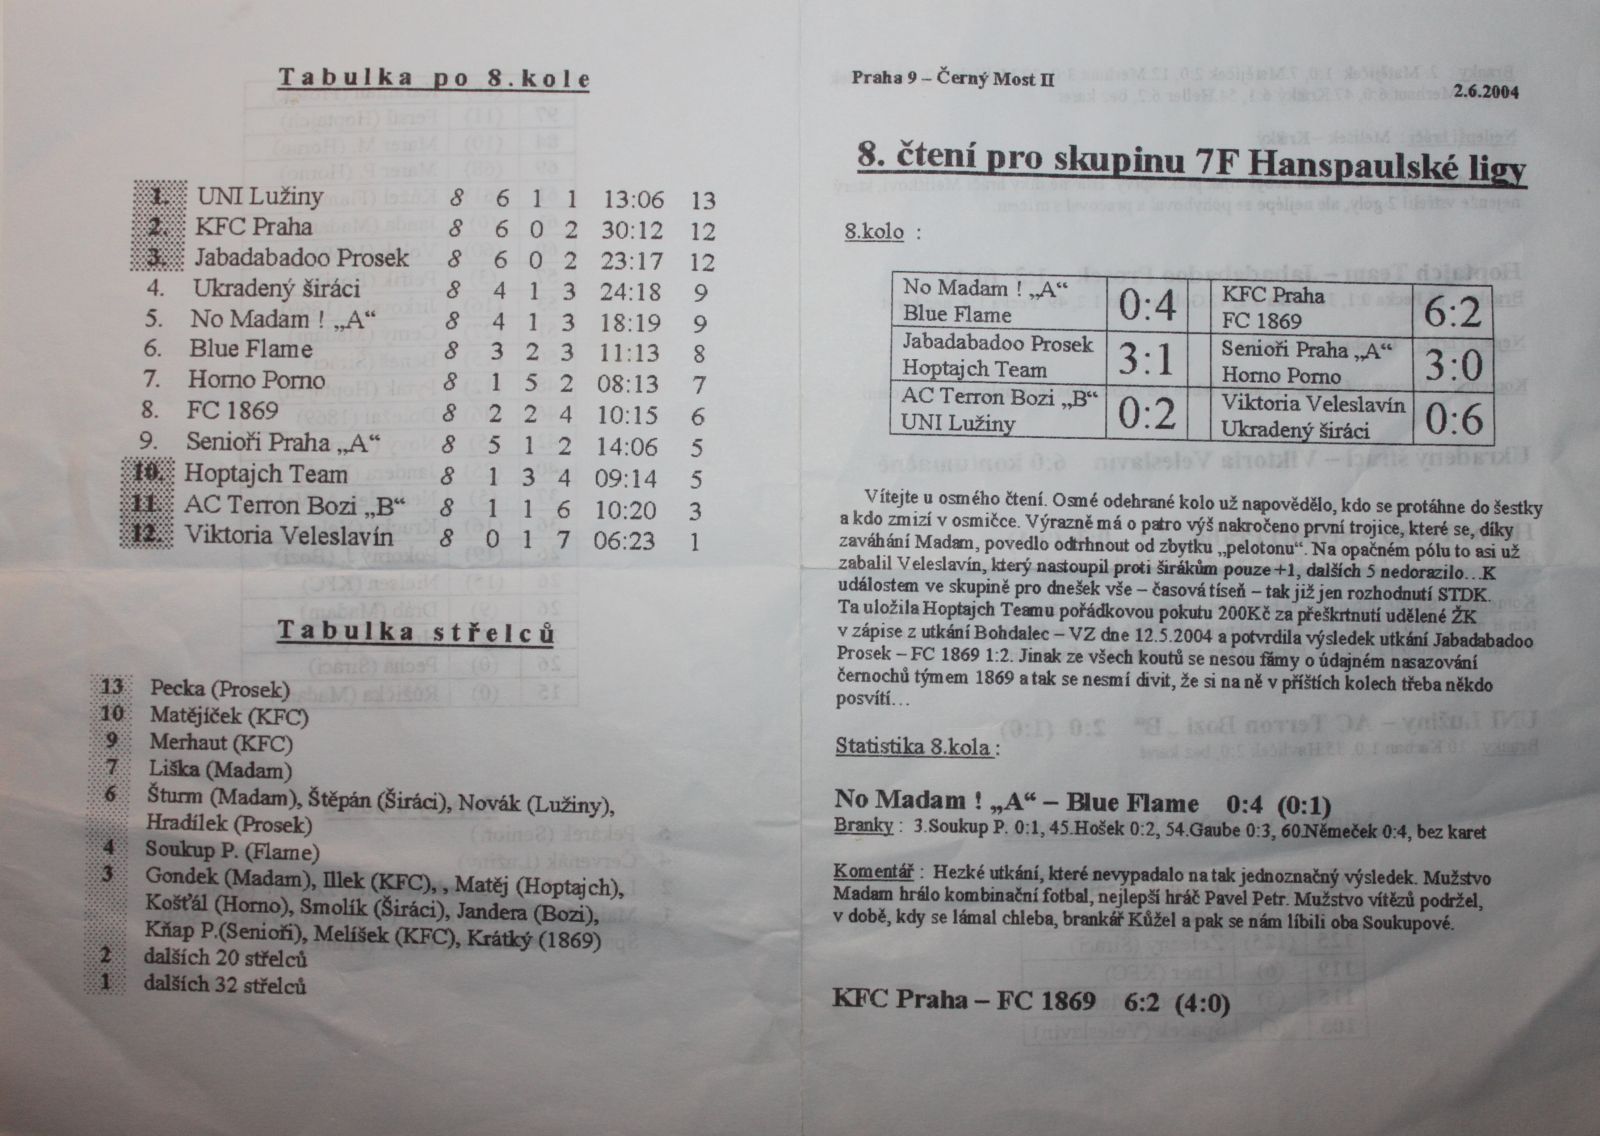 Tabulka po 8.kole
1. UNI Lužiny 8 6 1 1 13:06 13
2. KFC Praha 8 6 0 2 30:12 12
3. Jabadabadoo Prosek 8 6 0 2 23:17 12
4. Ukradený širáci 8 4 1 3 24:18 9
5. No Madam ! „A“ 8 4 1 3 18:19 9
6. Blue Flame 8 3 2 3 11:13 8
7. Horno Porno 8 1 5 2 08:13 7
8. FC 1869 8 2 2 4 10:15 6
9. Senioři Praha „A“ 8 5 1 2 14:06 5
10. Hoptajch Team 8 1 3 4 09:14 5
11. AC Terron Bozi „B“ 8 1 1 6 10:20 3
12. Viktoria Veleslavín 8 0 1 7 06:23 1
Tabulka střelců
13 Pecka (Prosek)
10 Matějíček (KFC)
9 Merhaut (KFC)
7 Liška (Madam)
6 Šturm (Madam), Štěpán (Širáci), Novák (Lužiny),
Hradílek (Prosek)
4 Soukup P. (Flame)
3 Gondek (Madam), Illek (KFC), , Matěj (Hoptajch),
Košťál (Horno), Smolík (Širáci), Jandera (Bozi),
Kňap P.(Senioři), Melíšek (KFC), Krátký (1869)
2 dalších 20 střelců
1 dalších 32 střelců
Praha 9 – Černý Most II
2.6.2004
8. čtení pro skupinu 7F Hanspaulské ligy
8.kolo :
No Madam ! „A“ 0:4 KFC Praha 6:2
Blue Flame FC 1869
Jabadabadoo Prosek 3:1 Senioři Praha „A“ 3:0
Hoptajch Team Horno Porno
AC Terron Bozi „B“ 0:2 Viktoria Veleslavín 0:6
UNI Lužiny Ukradený širáci
Vítejte u osmého čtení. Osmé odehrané kolo už napovědělo, kdo se protáhne do šestky
a kdo zmizí v osmičce. Výrazně má o patro výš nakročeno první trojice, které se, díky
zaváhání Madam, povedlo odtrhnout od zbytku „pelotonu“. Na opačném pólu to asi už
zabalil Veleslavín, který nastoupil proti širákům pouze +1, dalších 5 nedorazilo…K
událostem ve skupině pro dnešek vše – časová tíseň – tak již jen rozhodnutí STDK.
Ta uložila Hoptajch Teamu pořádkovou pokutu 200Kč za přeškrtnutí udělené ŽK
v zápise z utkání Bohdalec – VZ dne 12.5.2004 a potvrdila výsledek utkání Jabadabadoo
Prosek – FC 1869 1:2. Jinak ze všech koutů se nesou fámy o údajném nasazování
černochů týmem 1869 a tak se nesmí divit, že si na ně v příštích kolech třeba někdo
posvítí…
Statistika 8.kola :
No Madam ! „A“ – Blue Flame 0:4 (0:1)
Branky : 3.Soukup P. 0:1, 45.Hošek 0:2, 54.Gaube 0:3, 60.Němeček 0:4, bez karet
Komentář : Hezké utkání, které nevypadalo na tak jednoznačný výsledek. Mužstvo
Madam hrálo kombinační fotbal, nejlepší hráč Pavel Petr. Mužstvo vítězů podržel,
v době, kdy se lámal chleba, brankář Kůžel a pak se nám líbili oba Soukupové.
KFC Praha – FC 1869 6:2 (4:0)